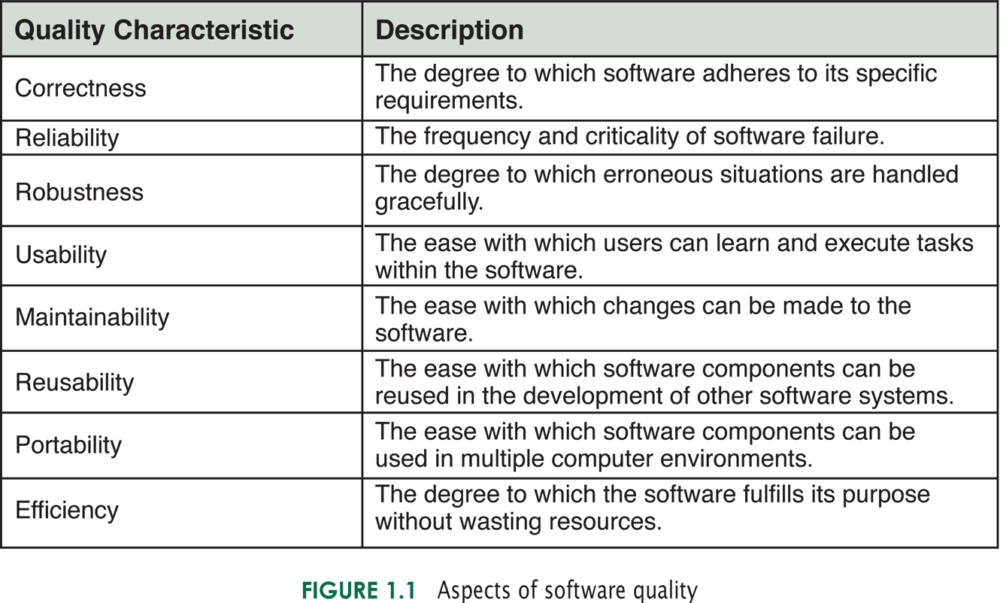 Quality Characteristic
Description
Correctness
The degree to which software adheres to its specific
requirements.
Reliability
The frequency and criticality of software failure.
Robustness
The degree to which erroneous situations are handled
gracefully.
Usability
The ease with which users can learn and execute tasks
within the software.
Maintainability
The ease with which changes can be made to the
software.
Reusability
The ease with which software components can be
reused in the development of other software systems.
Portability
The ease with which software components can be
used in multiple computer environments.
Efficiency
The degree to which the software fulfills its purpose
without wasting resources.
FIGURE 1.1 Aspects of software quality